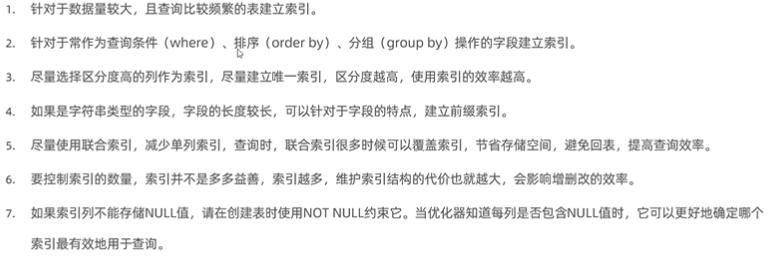 1. 针对于数据量较大，且查询比较频繁的表建立索引。
2. 针对于常作为查询条件（where）、排序（order by）、分组（group by）操作的字段建立索引。
3. 尽量选择区分度高的列作为索引，尽量建立唯一索引，区分度越高，使用索引的效率越高。
4. 如果是字符串类型的字段，字段的长度较长，可以针对于字段的特点，建立前缀索引。
5. 尽量使用联合索引，减少单列索引，查询时，联合索引很多时候可以覆盖索引，节省存储空间，避免回表，提高查询效率。
6. 要控制索引的数量，索引并不是多多益善，索引越多，维护索引结构的代价也就越大，会影响增删改的效率。
7. 如果索引列不能存储NULL值，请在创建表时使用NOT NULL约束它。当优化器知道每列是否包含NULL值时，它可以更好地确定哪个
索引最有效地用于查询。